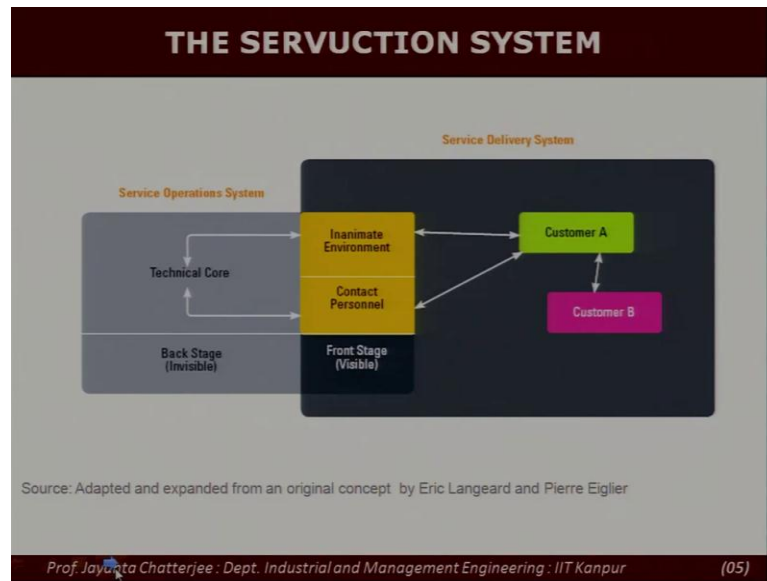 THE SERVUCTION SYSTEM
Service Delivery System
Service Operations System
Inanimate
Environment
Customer A
Technical Core
Contact
Personnel
Customer B
Back Stage
(Invisible)
Front Stage
(Visible)
Source: Adapted and expanded from an original concept by Eric Langeard and Pierre Eiglier
Prof. Jayanta Chatterjee : Dept. Industrial and Management Engineering : IIT Kanpur (05)